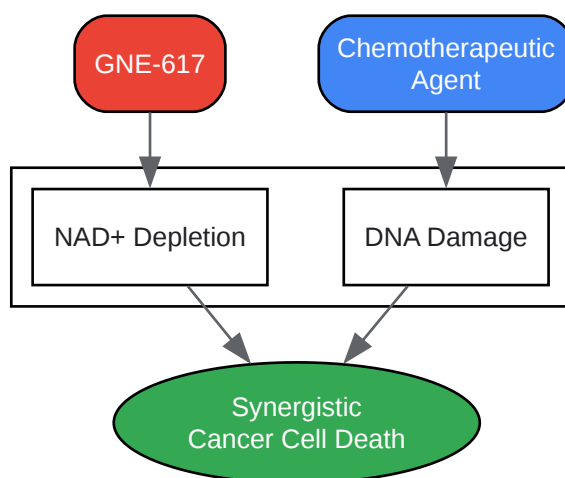 GNE-617
Chemotherapeutic
Agent
NAD+ Depletion
DNA Damage
Synergistic
Cancer Cell Death